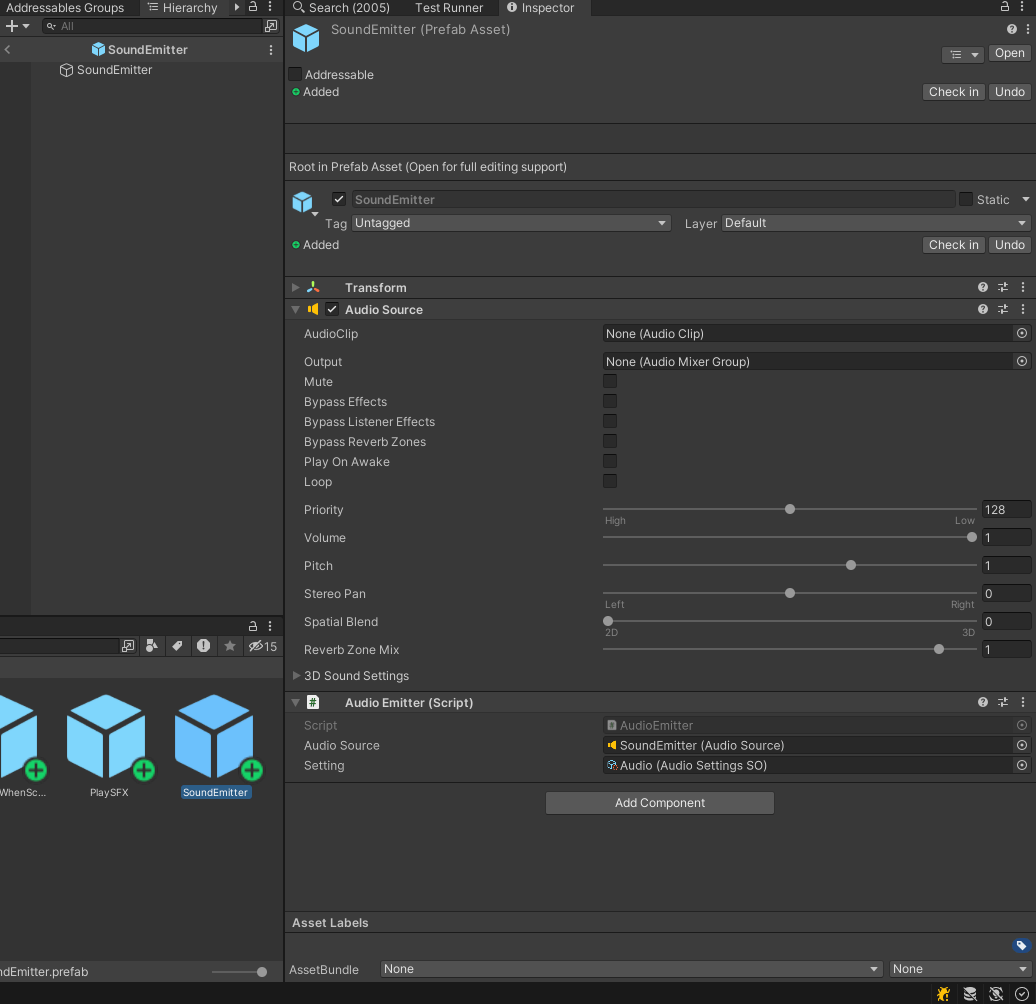 Addressables Groups
Hierarchy
Search (2005)
Test Runner
Inspector
All
SoundEmitter
SoundEmitter
SoundEmitter (Prefab Asset)
Open
Addressable
Added
Check in
Undo
Root in Prefab Asset (Open for full editing support)
SoundEmitter
Static
Tag
Untagged
Layer
Default
Added
Check in
Undo
Transform
Audio Source
AudioClip
None (Audio Clip)
Output
None (Audio Mixer Group)
Mute
Bypass Effects
Bypass Listener Effects
Bypass Reverb Zones
Play On Awake
Loop
Priority
128
High
Low
Volume
1
Pitch
1
Stereo Pan
0
Left
Right
Spatial Blend
0
2D
3D
Reverb Zone Mix
1
3D Sound Settings
Audio Emitter (Script)
Script
AudioEmitter
Audio Source
SoundEmitter (Audio Source)
Setting
Audio (Audio Settings SO)
Add Component
15
WhenSc...
PlaySFX
SoundEmitter
ndEmitter.prefab
Asset Labels
AssetBundle
None
None